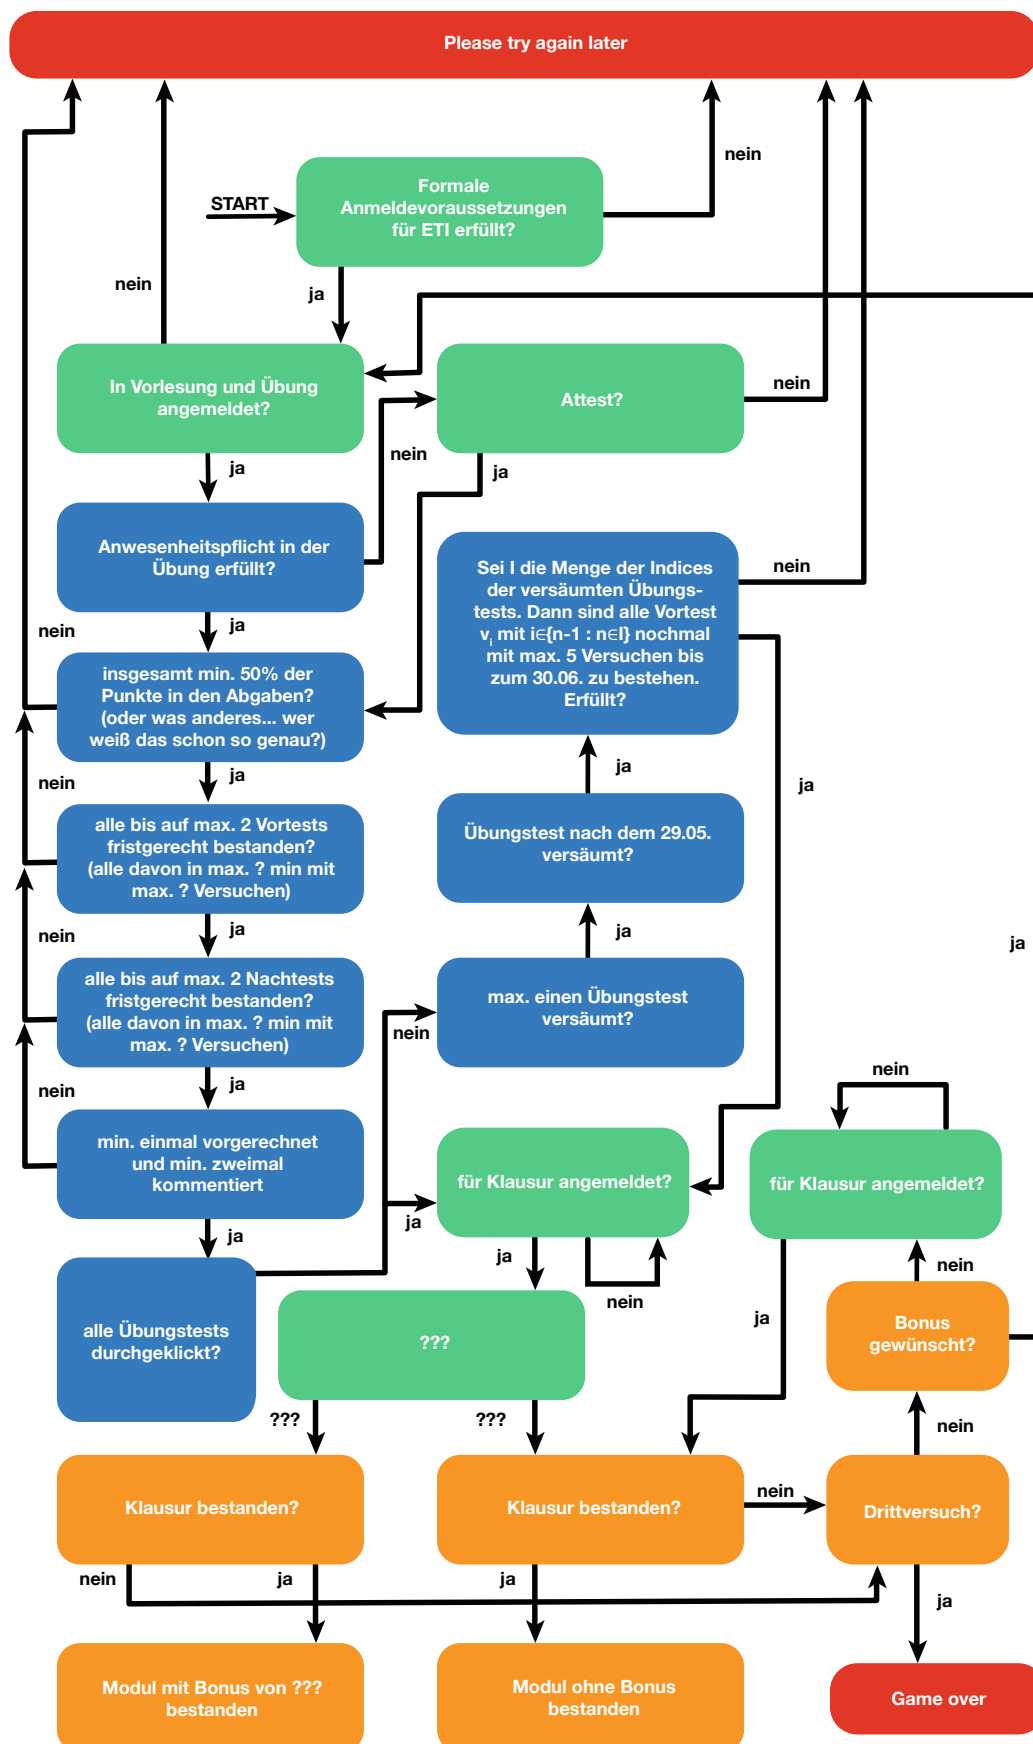 Please try again later
nein
START
Formale
Anmeldevoraussetzungen
für ETI erfüllt?
nein
ja
In Vorlesung und Übung
angemeldet?
Attest?
nein
nein
ja
ja
Anwesenheitspflicht in der
Übung erfüllt?
Sei I die Menge der Indices
der versäumten Übungs-
tests. Dann sind alle Vortest
v_i mit i∈{n-1 : n∈I} nochmal
mit max. 5 Versuchen bis
zum 30.06. zu bestehen.
Erfüllt?
nein
nein
ja
insgesamt min. 50% der
Punkte in den Abgaben?
(oder was anderes... wer
weiß das schon so genau?)
nein
ja
ja
ja
alle bis auf max. 2 Vortests
fristgerecht bestanden?
(alle davon in max. ? min mit
max. ? Versuchen)
Übungstest nach dem 29.05.
versäumt?
nein
ja
ja
ja
alle bis auf max. 2 Nachtests
fristgerecht bestanden?
(alle davon in max. ? min mit
max. ? Versuchen)
max. einen Übungstest
versäumt?
nein
nein
ja
nein
min. einmal vorgerechnet
und min. zweimal
kommentiert
für Klausur angemeldet?
für Klausur angemeldet?
ja
ja
ja
nein
nein
ja
alle Übungstests
durchgeklickt?
???
Bonus
gewünscht?
???
???
nein
Klausur bestanden?
Klausur bestanden?
nein
Drittversuch?
nein
ja
ja
ja
Modul mit Bonus von ???
bestanden
Modul ohne Bonus
bestanden
Game over